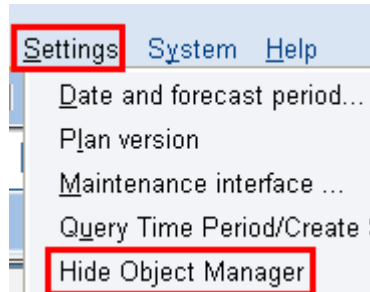 Settings System Help
Date and forecast period...
Plan version
Maintenance interface ...
Query Time Period/Create
Hide Object Manager